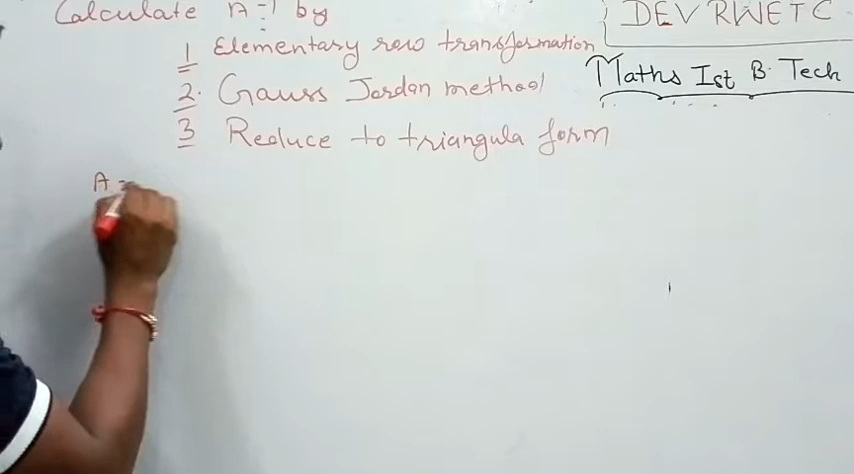 Calculate A⁻¹ by
DEV RWETC
1 Elementary row transformation
Maths Ist B. Tech
2. Gauss Jordan method
3 Reduce to triangula form
A =